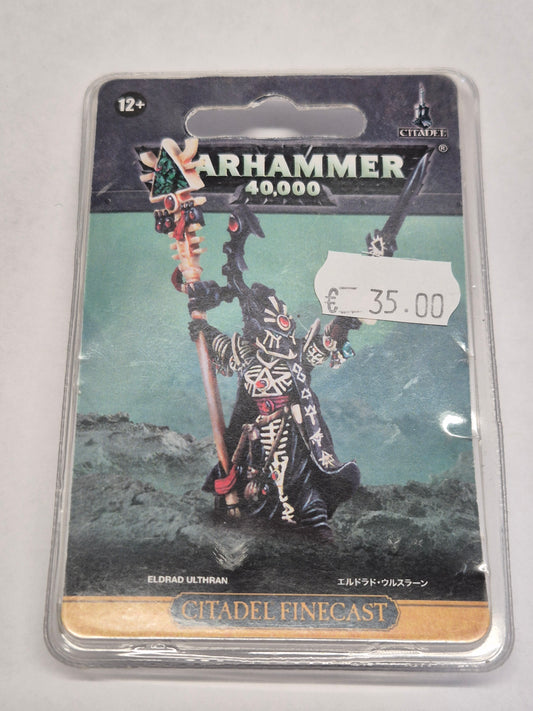 12+
CITADEL
®
WARHAMMER
40,000
€ 35.00
ELDRAD ULTHRAN
エルドラド・ウルスラーン
CITADEL FINECAST